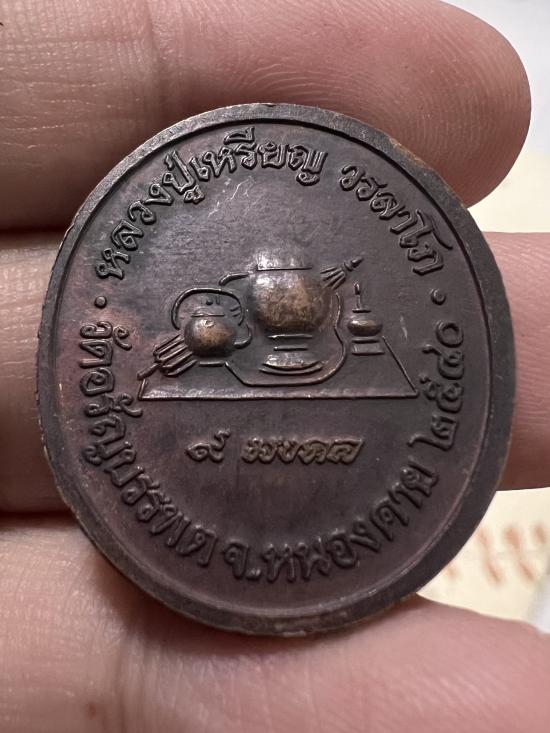 หลวงปู่เหรียญ วรลาโภ
๙ มงคล
วัดอรัญบรรพต จ.หนองคาย ๒๕๔๐